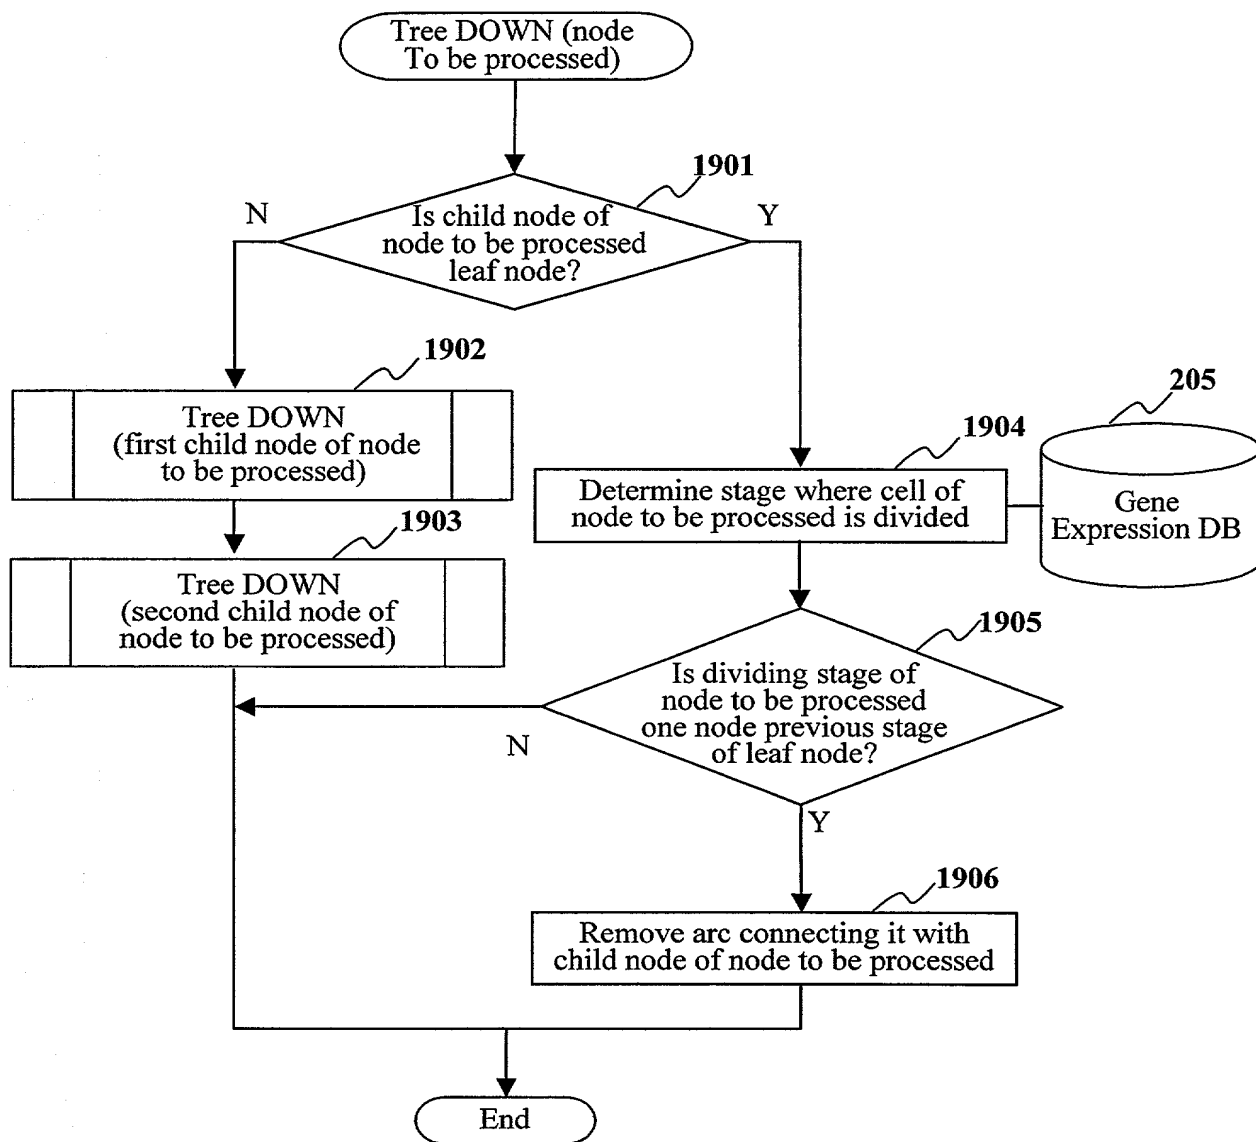 Tree DOWN (node
To be processed)
1901
N
Y
Is child node of
node to be processed
leaf node?
1902
Tree DOWN
(first child node of node
to be processed)
205
1904
Determine stage where cell of
node to be processed is divided
Gene
Expression DB
1903
Tree DOWN
(second child node of
node to be processed)
1905
Is dividing stage of
node to be processed
one node previous stage
of leaf node?
N
Y
1906
Remove arc connecting it with
child node of node to be processed
End